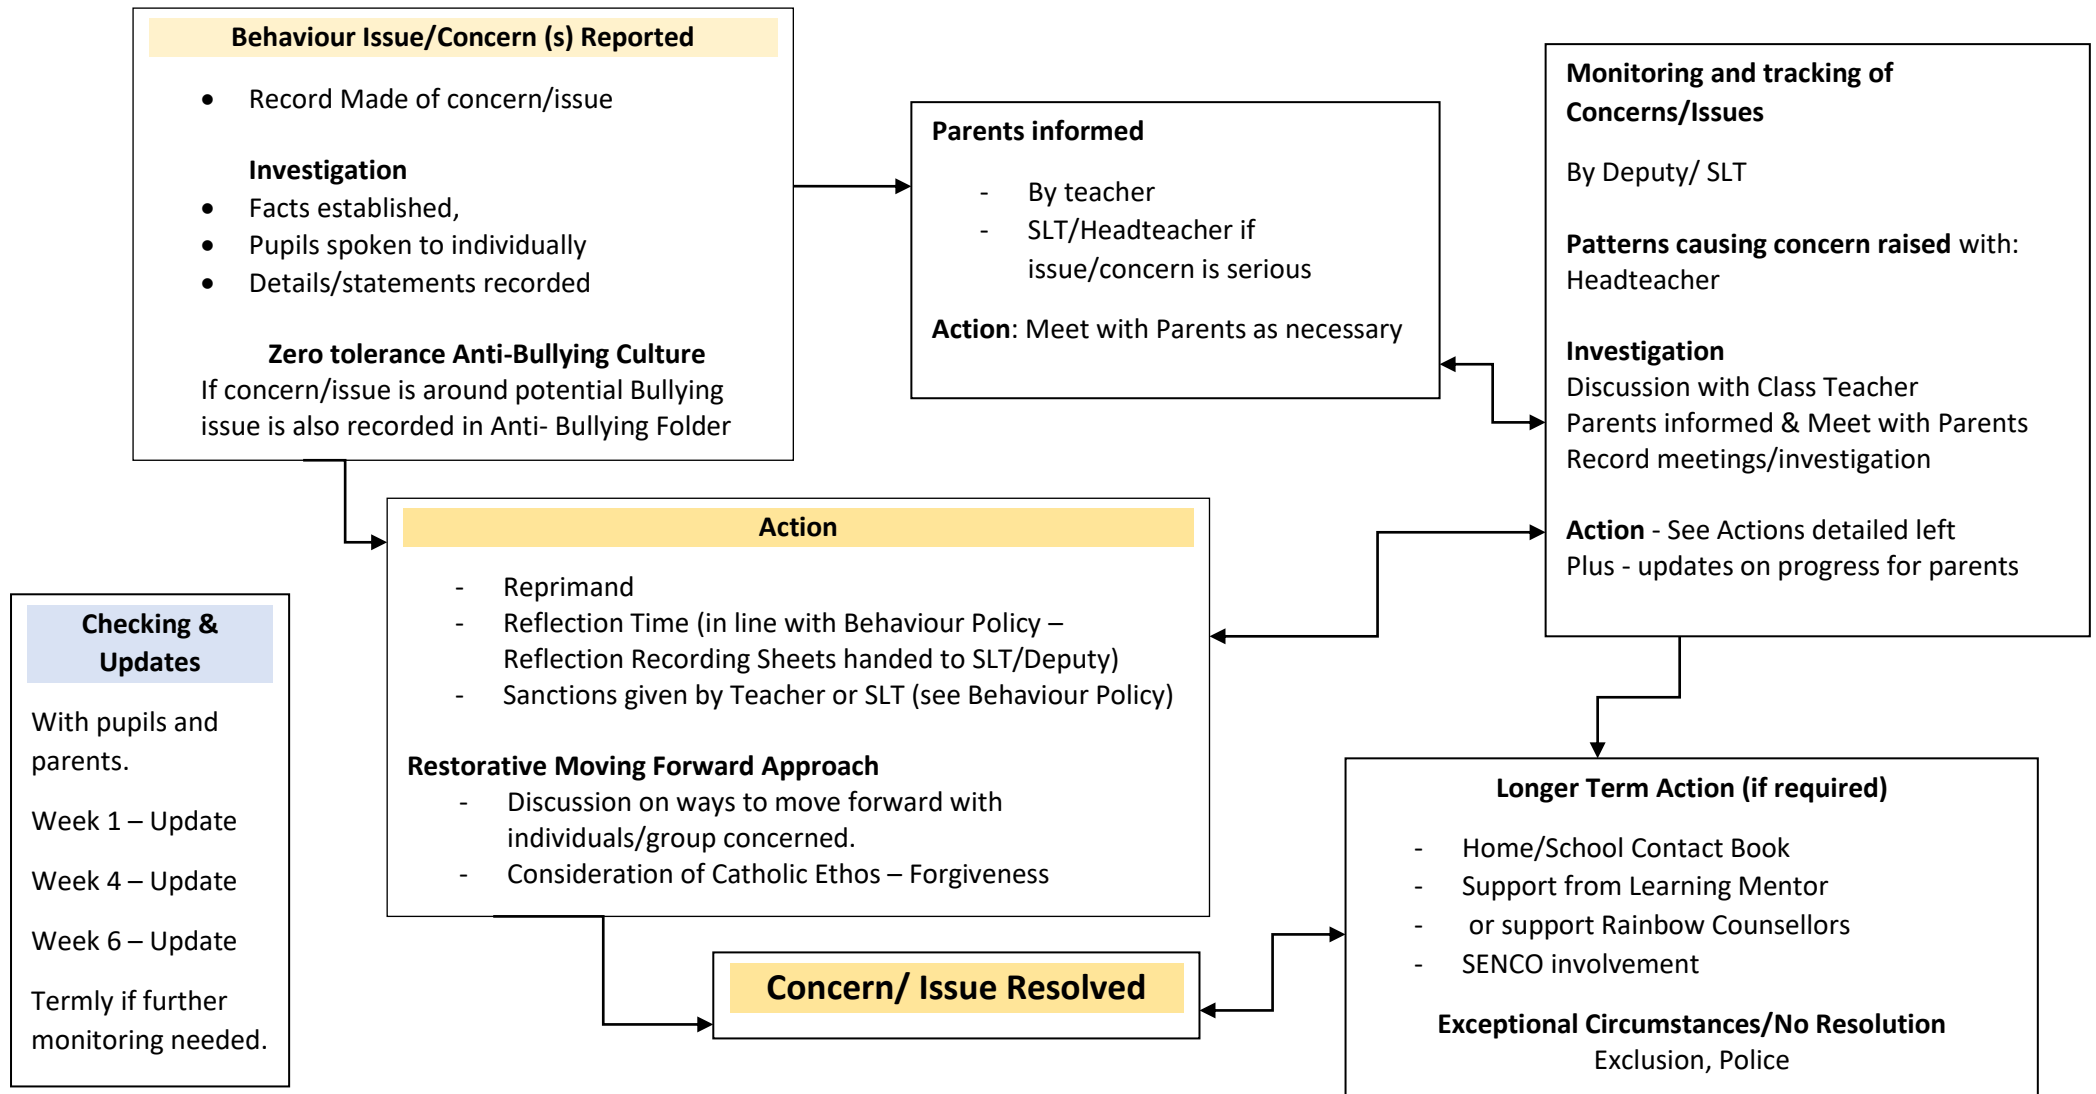 Behaviour Issue/Concern (s) Reported
• Record Made of concern/issue
Investigation
• Facts established,
• Pupils spoken to individually
• Details/statements recorded
Zero tolerance Anti-Bullying Culture
If concern/issue is around potential Bullying
issue is also recorded in Anti- Bullying Folder
Parents informed
- By teacher
- SLT/Headteacher if
issue/concern is serious
Action: Meet with Parents as necessary
Monitoring and tracking of
Concerns/Issues
By Deputy/ SLT
Patterns causing concern raised with:
Headteacher
Investigation
Discussion with Class Teacher
Parents informed & Meet with Parents
Record meetings/investigation
Action - See Actions detailed left
Plus - updates on progress for parents
Action
- Reprimand
- Reflection Time (in line with Behaviour Policy –
Reflection Recording Sheets handed to SLT/Deputy)
- Sanctions given by Teacher or SLT (see Behaviour Policy)
Restorative Moving Forward Approach
- Discussion on ways to move forward with
individuals/group concerned.
- Consideration of Catholic Ethos – Forgiveness
Checking &
Updates
With pupils and
parents.
Week 1 – Update
Week 4 – Update
Week 6 – Update
Termly if further
monitoring needed.
Concern/ Issue Resolved
Longer Term Action (if required)
- Home/School Contact Book
- Support from Learning Mentor
- or support Rainbow Counsellors
- SENCO involvement
Exceptional Circumstances/No Resolution
Exclusion, Police